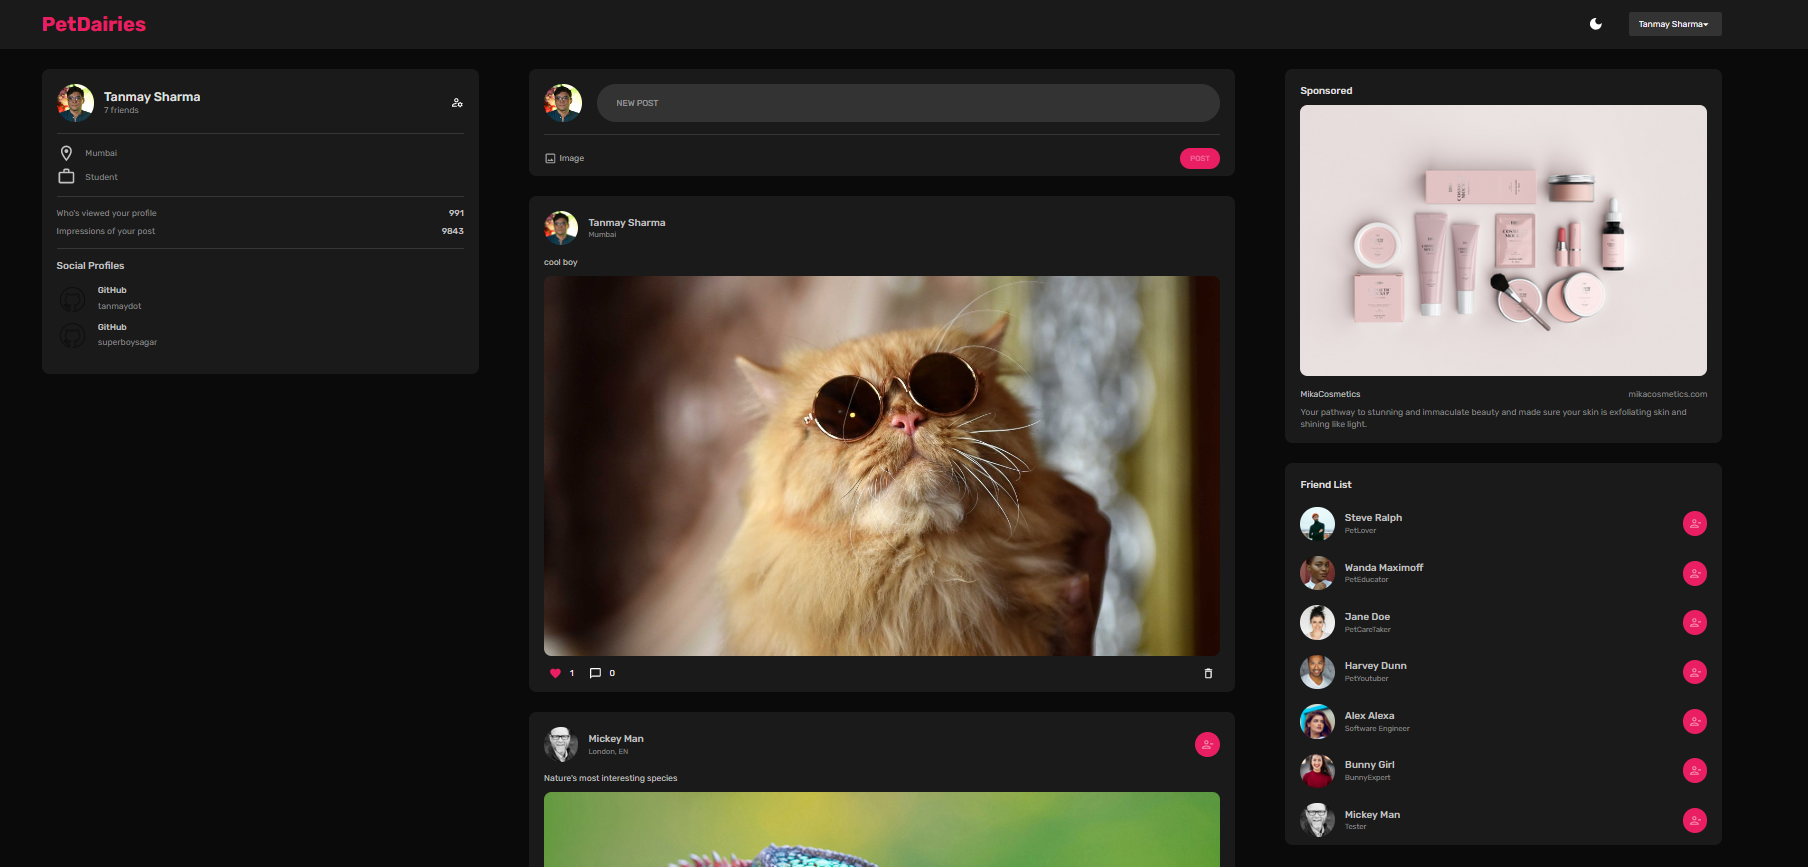 PetDairies
Tanmay Sharma
Tanmay Sharma
7 friends
Mumbai
Student
Who's viewed your profile 991
Impressions of your post 9843
Social Profiles
GitHub
tanmaydot
GitHub
superboysagar
NEW POST
Image
POST
Tanmay Sharma
Mumbai
cool boy
1 0
Mickey Man
London, EN
Nature's most interesting species
Sponsored
MikaCosmetics mikacosmetics.com
Your pathway to stunning and immaculate beauty and made sure your skin is exfoliating skin and
shining like light.
Friend List
Steve Ralph
PetLover
Wanda Maximoff
PetEducator
Jane Doe
PetCareTaker
Harvey Dunn
PetYoutuber
Alex Alexa
Software Engineer
Bunny Girl
BunnyExpert
Mickey Man
Tester